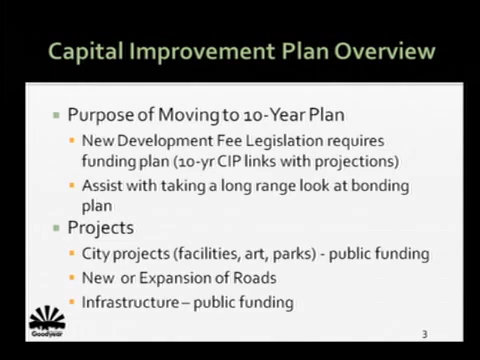 Capital Improvement Plan Overview
Purpose of Moving to 10-Year Plan
New Development Fee Legislation requires
funding plan (10-yr CIP links with projections)
Assist with taking a long range look at bonding
plan
Projects
City projects (facilities, art, parks) - public funding
New or Expansion of Roads
Infrastructure – public funding
Goodyear
3